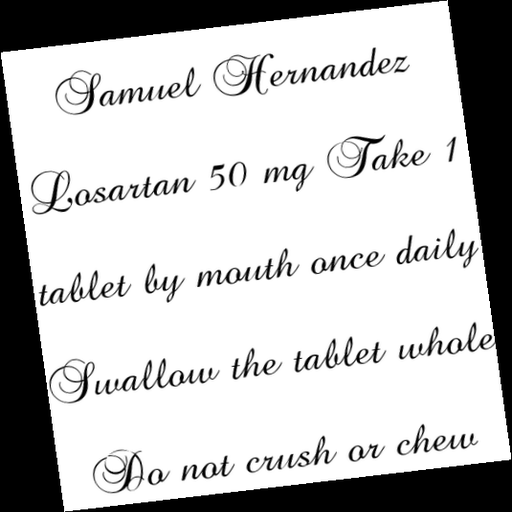 Samuel Hernandez
Losartan 50 mg Take 1
tablet by mouth once daily
Swallow the tablet whole
Do not crush or chew